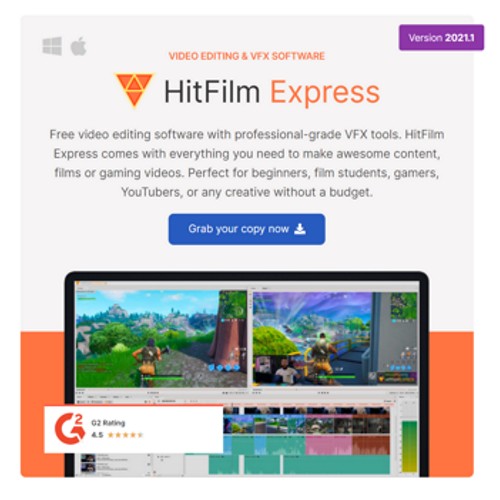 Version 2021.1
VIDEO EDITING & VFX SOFTWARE
HitFilm Express
Free video editing software with professional-grade VFX tools. HitFilm
Express comes with everything you need to make awesome content,
films or gaming videos. Perfect for beginners, film students, gamers,
YouTubers, or any creative without a budget.
Grab your copy now
G2 Rating
4.5